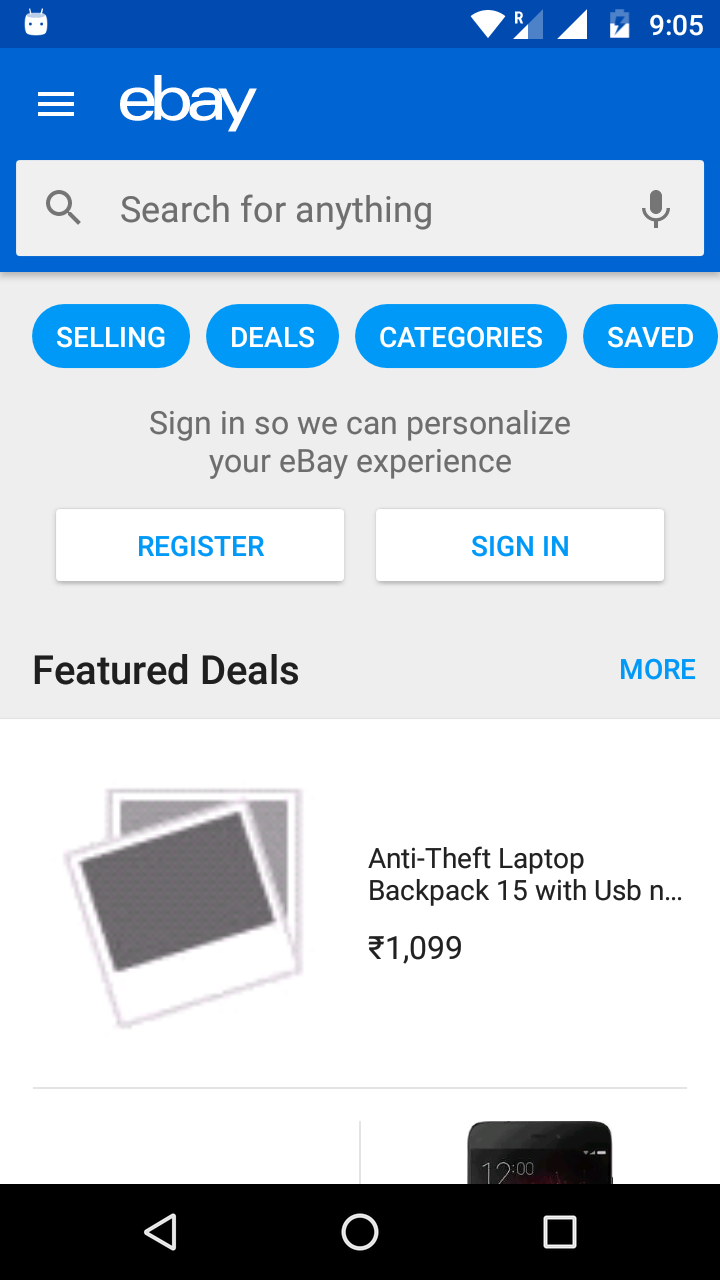 R
9:05
ebay
Search for anything
SELLING DEALS CATEGORIES SAVED
Sign in so we can personalize
your eBay experience
REGISTER SIGN IN
Featured Deals MORE
Anti-Theft Laptop
Backpack 15 with Usb n...
₹1,099
12:00